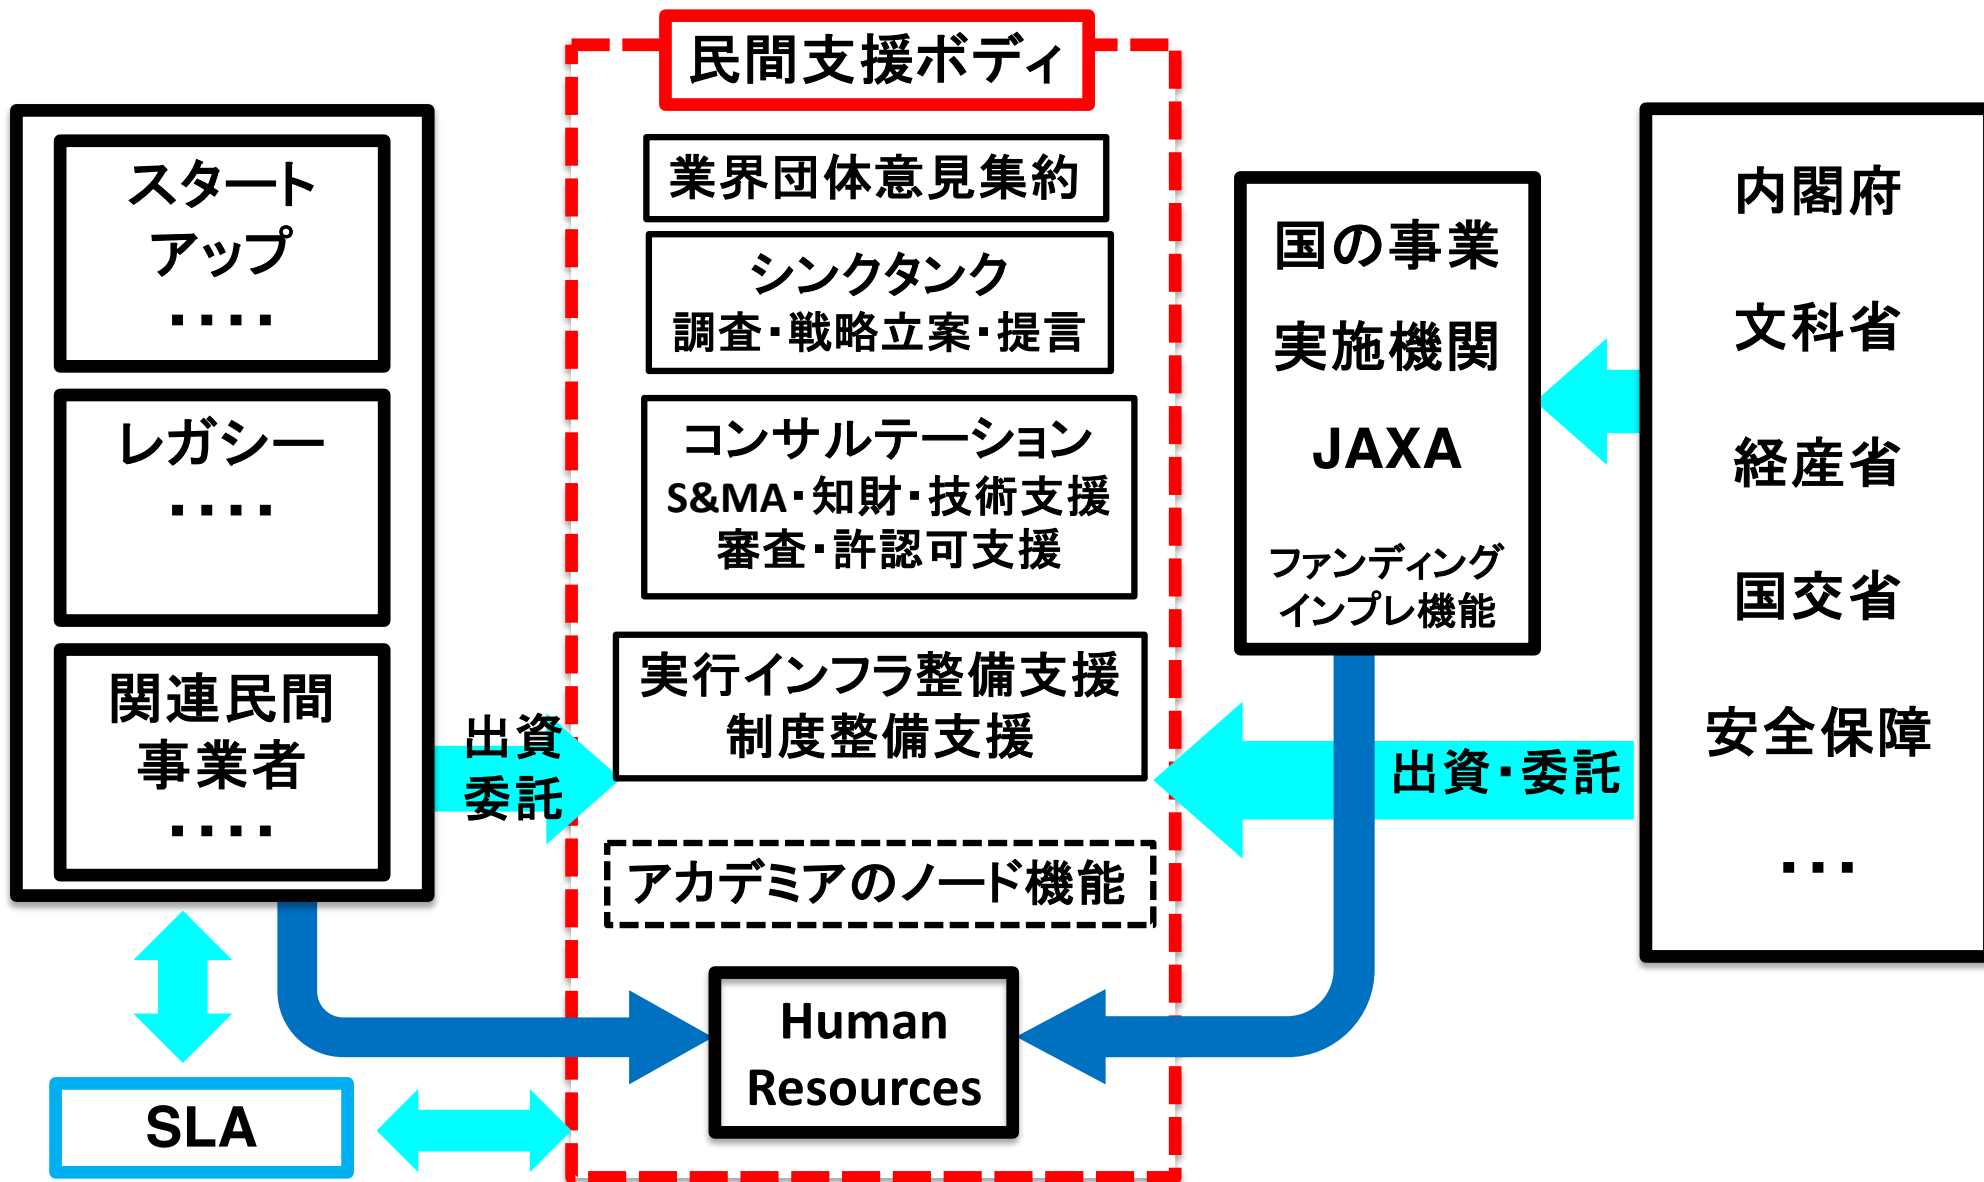 民間支援ボディ
スタート
アップ
・・・・
レガシー
・・・・
関連民間
事業者
・・・・
出資
委託
SLA
業界団体意見集約
シンクタンク
調査・戦略立案・提言
コンサルテーション
S&MA・知財・技術支援
審査・許認可支援
実行インフラ整備支援
制度整備支援
アカデミアのノード機能
Human
Resources
国の事業
実施機関
JAXA
ファンディング
インプレ機能
出資・委託
内閣府
文科省
経産省
国交省
安全保障
・・・